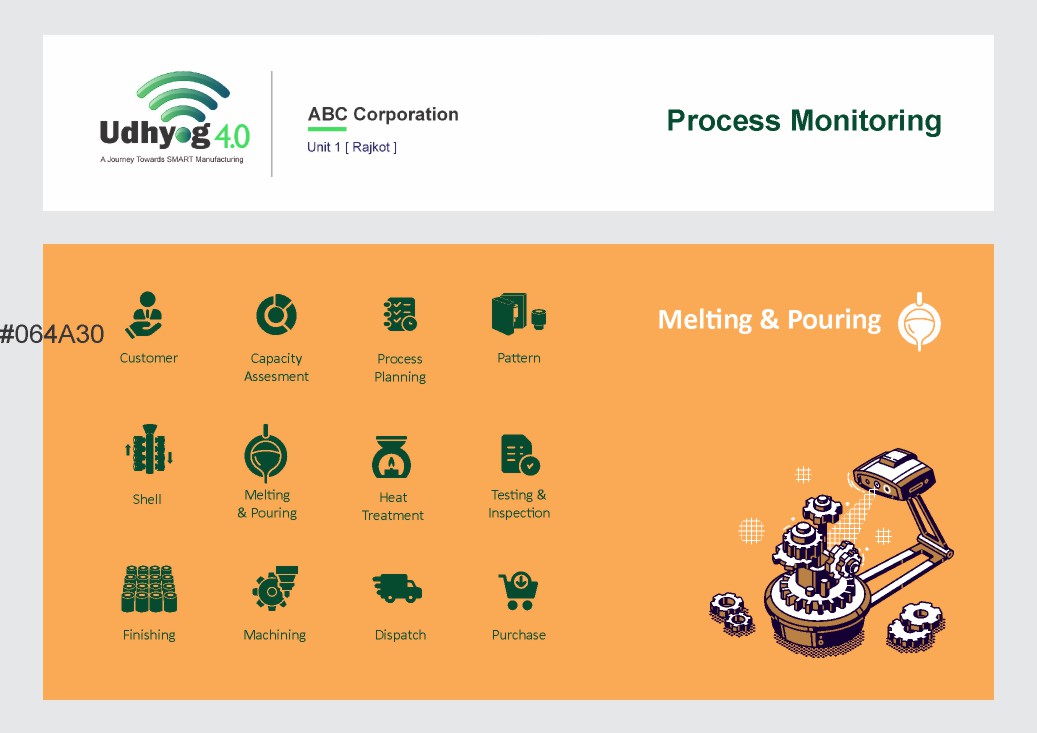 Udhyog 4.0
A Journey Towards SMART Manufacturing
ABC Corporation
Unit 1 [ Rajkot ]
Process Monitoring
#064A30
Melting & Pouring
Customer
Capacity
Assesment
Process
Planning
Pattern
Shell
Melting
& Pouring
Heat
Treatment
Testing &
Inspection
Finishing
Machining
Dispatch
Purchase